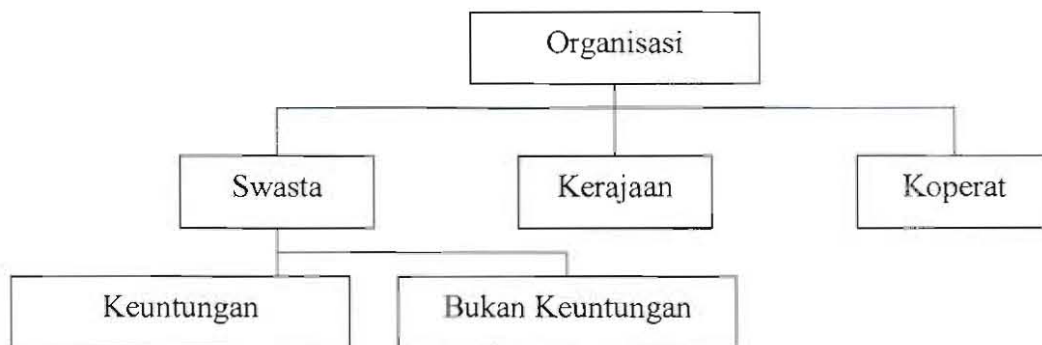 Organisasi
Swasta
Kerajaan
Koperat
Keuntungan
Bukan Keuntungan